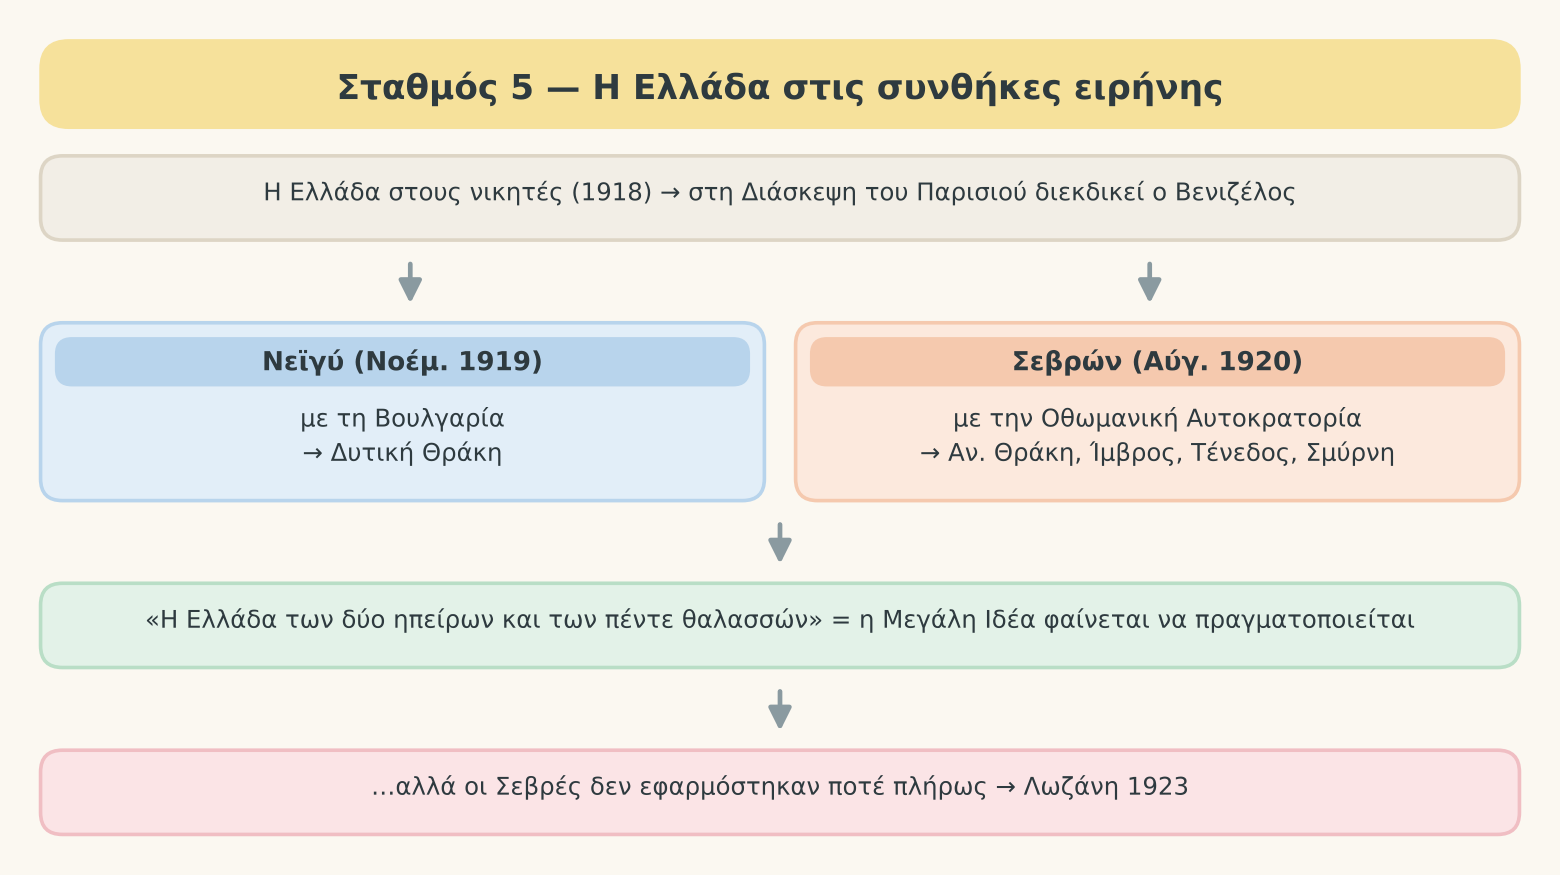 Σταθμός 5 — Η Ελλάδα στις συνθήκες ειρήνης
Η Ελλάδα στους νικητές (1918) → στη Διάσκεψη του Παρισιού διεκδικεί ο Βενιζέλος
Νεϊγύ (Νοέμ. 1919)
με τη Βουλγαρία
→ Δυτική Θράκη
Σεβρών (Αύγ. 1920)
με την Οθωμανική Αυτοκρατορία
→ Αν. Θράκη, Ίμβρος, Τένεδος, Σμύρνη
«Η Ελλάδα των δύο ηπείρων και των πέντε θαλασσών» = η Μεγάλη Ιδέα φαίνεται να πραγματοποιείται
…αλλά οι Σεβρές δεν εφαρμόστηκαν ποτέ πλήρως → Λωζάνη 1923